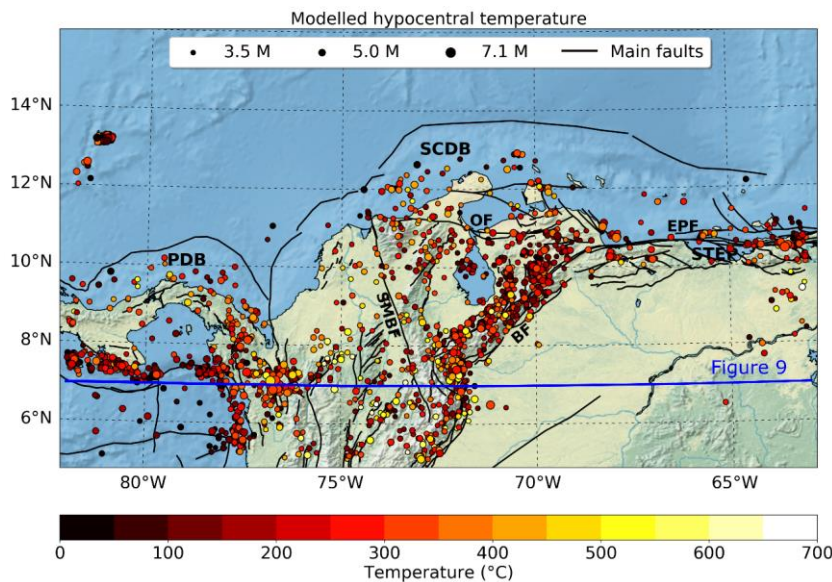 Modelled hypocentral temperature
3.5 M 5.0 M 7.1 M Main faults
14°N
12°N
10°N
8°N
6°N
SCDB
OF
EPF
STEP
PDB
SMBF
BF
Figure 9
80°W 75°W 70°W 65°W
0 100 200 300 400 500 600 700
Temperature (°C)